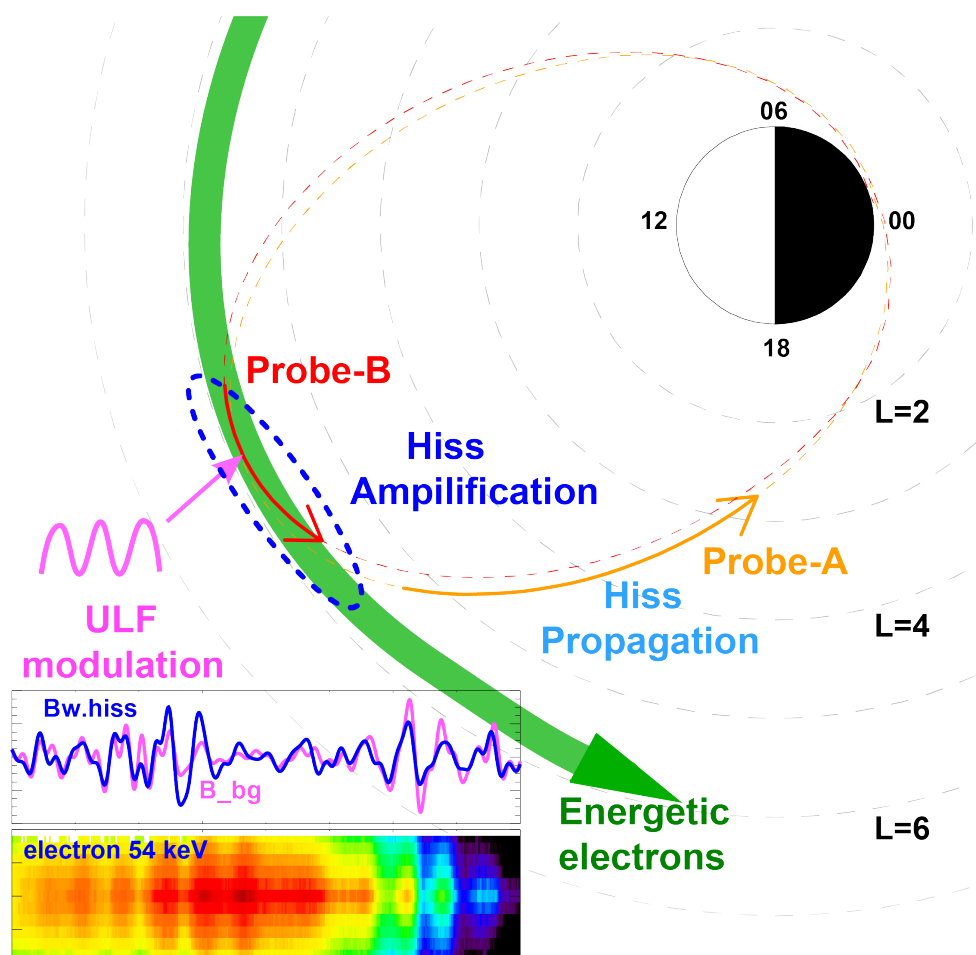 06
12
00
18
Probe-B
L=2
Hiss
Ampilification
Probe-A
Hiss
Propagation
ULF
modulation
L=4
Bw.hiss
B_bg
Energetic
electrons
L=6
electron 54 keV